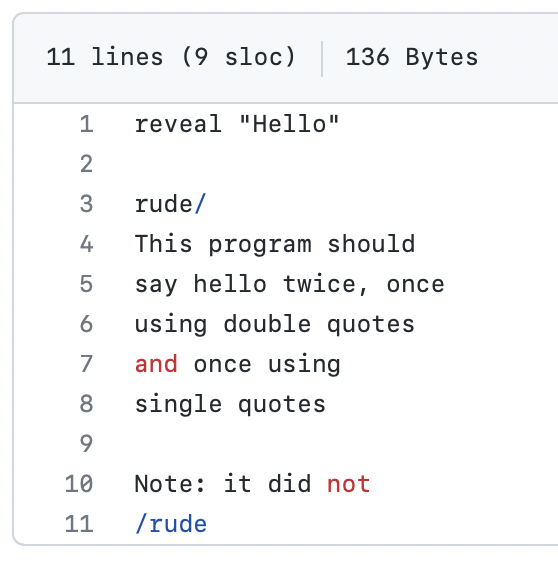 11 lines (9 sloc) 136 Bytes
1 reveal "Hello"
2
3 rude/
4 This program should
5 say hello twice, once
6 using double quotes
7 and once using
8 single quotes
9
10 Note: it did not
11 /rude